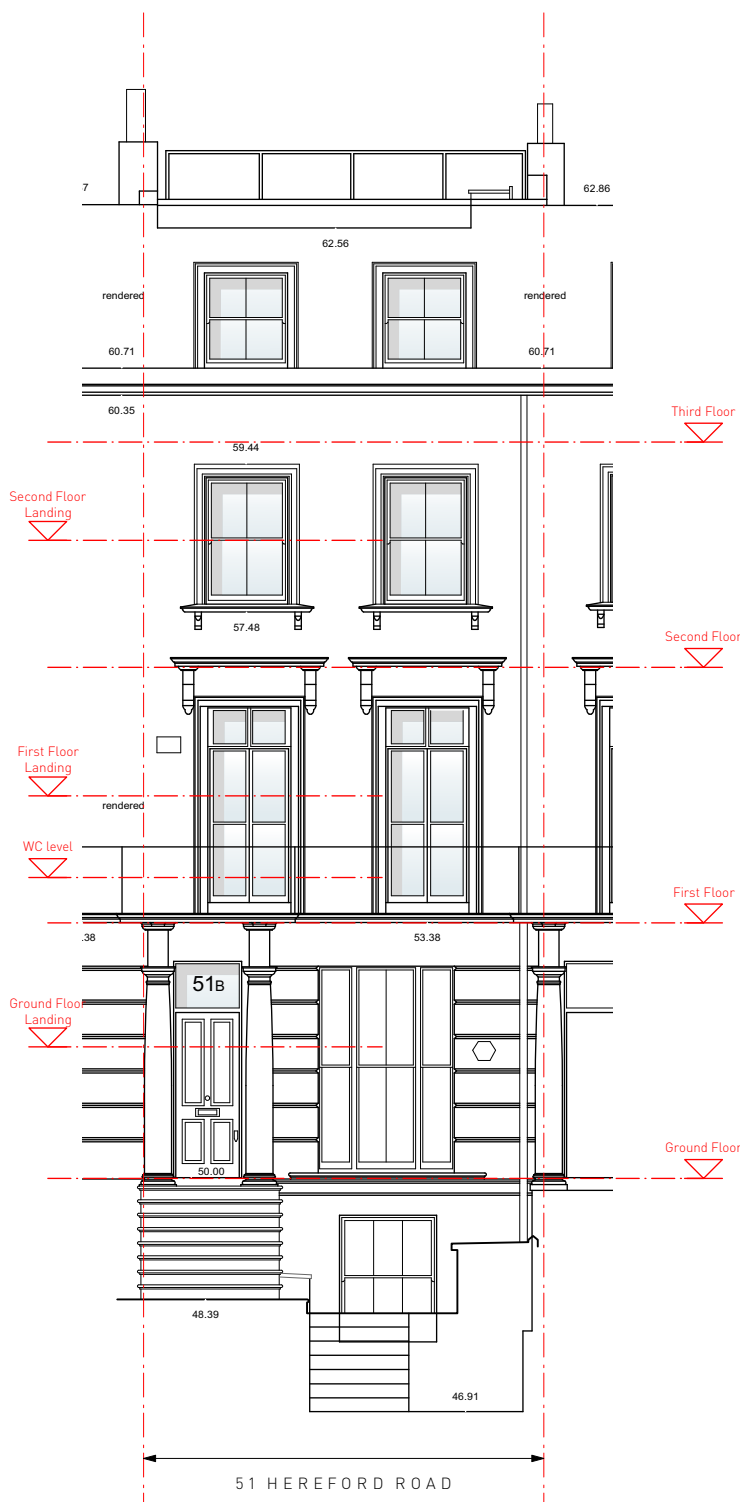 7
62.86
62.56
rendered
rendered
60.71
60.71
60.35
Third Floor
59.44
Second Floor
Landing
57.48
Second Floor
First Floor
Landing
rendered
WC level
First Floor
.38
53.38
51B
Ground Floor
Landing
Ground Floor
50.00
48.39
46.91
51 HEREFORD ROAD